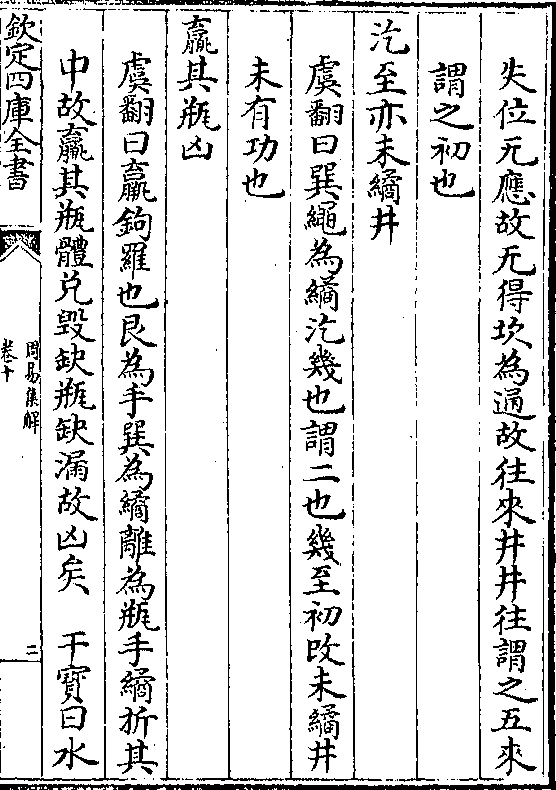 失位无應故无得坎為通故往來井井往謂之五來
謂之初也
汔至亦未繘井
虞翻曰巽繩為繘汔幾也謂二也幾至初改未繘井
未有功也
羸其瓶凶
虞翻曰羸鉤羅也艮為手巽為繘離為瓶手繘折其
中故羸其瓶體兌毀缺瓶缺漏故凶矣　干寶曰水
欽定四庫全書
周易集解
卷十
二